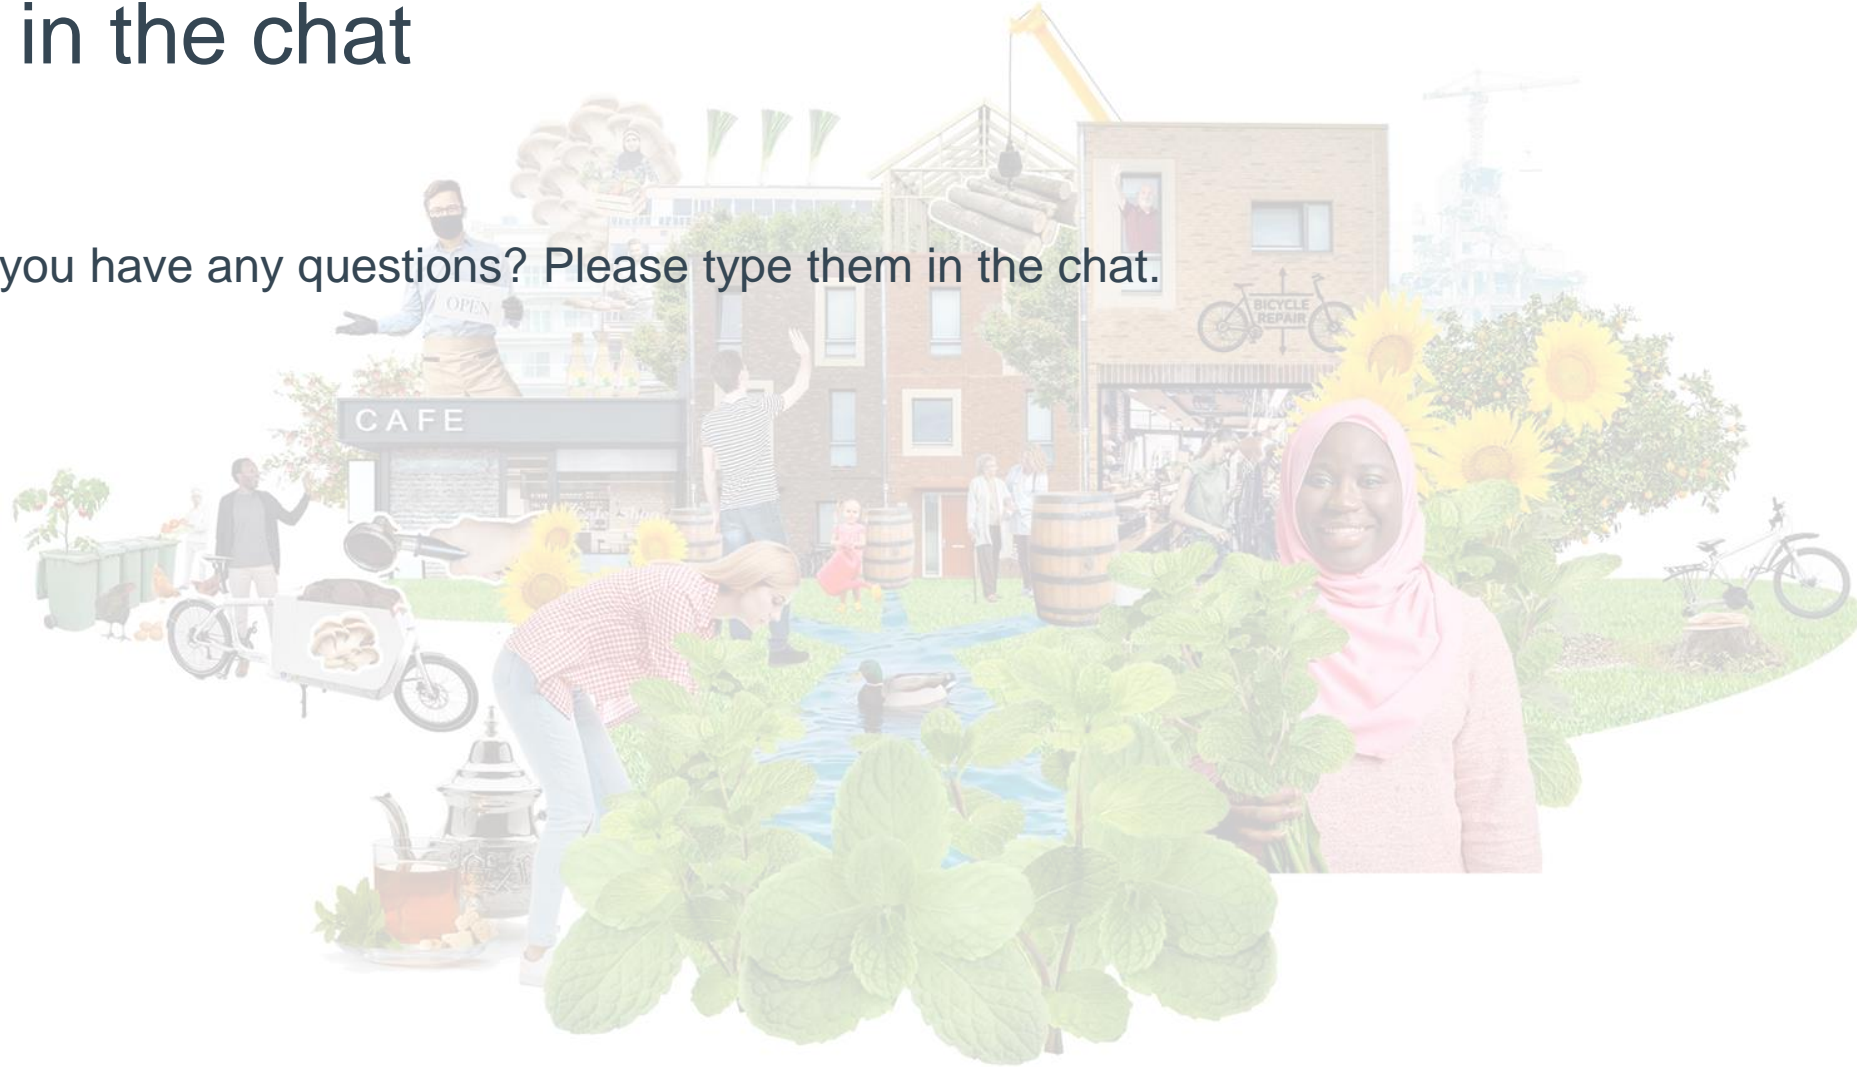 in the chat
you have any questions? Please type them in the chat.
OPEN
BICYCLE
REPAIR
CAFE